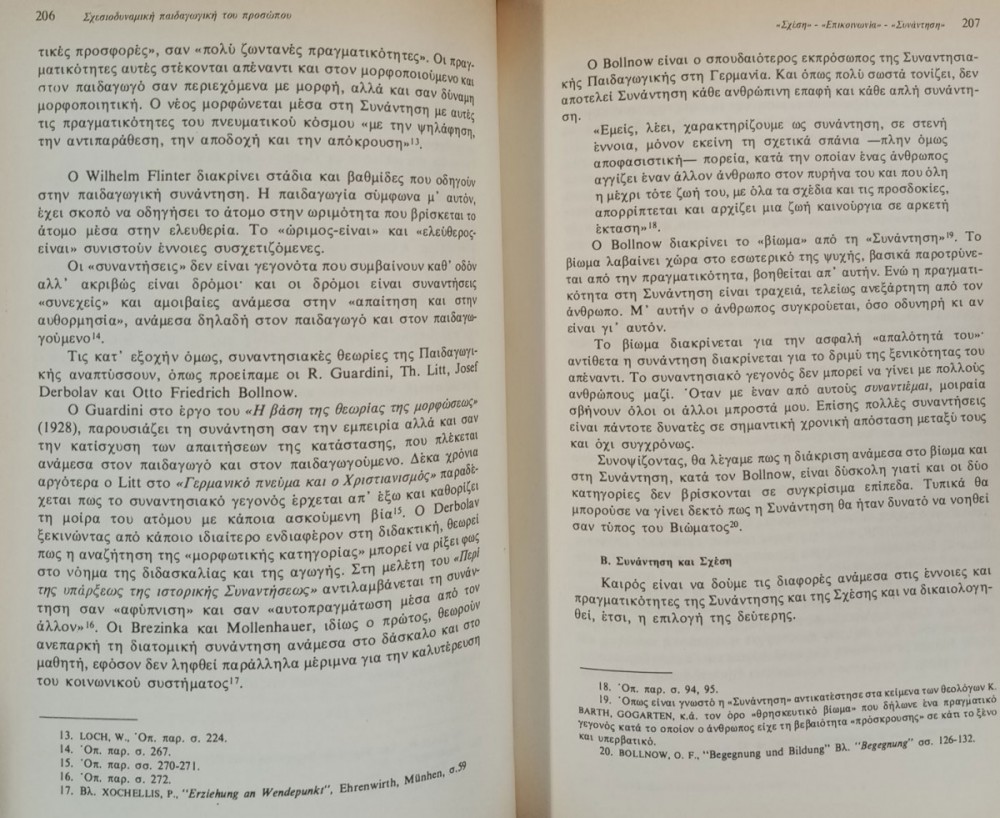 206 Σχεσιοδυναμική παιδαγωγική του προσώπου
τικές προσφορές», σαν «πολύ ζωντανές πραγματικότητες». Οι πραγ-
ματικότητες αυτές στέκονται απέναντι και στον μορφοποιούμενο και
στον παιδαγωγό σαν περιεχόμενα με μορφή, αλλά και σαν δύναμη
μορφοποιητική. Ο νέος μορφώνεται μέσα στη Συνάντηση με αυτές
τις πραγματικότητες του πνευματικού κόσμου «με την ψηλάφηση,
την αντιπαράθεση, την αποδοχή και την απόκρουση»¹³.
Ο Wilhelm Flinter διακρίνει στάδια και βαθμίδες που οδηγούν
στην παιδαγωγική συνάντηση. Η παιδαγωγία σύμφωνα μ' αυτόν,
έχει σκοπό να οδηγήσει το άτομο στην ωριμότητα που βρίσκεται το
άτομο μέσα στην ελευθερία. Το «ώριμος-είναι» και «ελεύθερος-
είναι» συνιστούν έννοιες συσχετιζόμενες.
Οι «συναντήσεις» δεν είναι γεγονότα που συμβαίνουν καθ' οδόν
αλλ' ακριβώς είναι δρόμοι· και οι δρόμοι είναι συναντήσεις
«συνεχείς» και αμοιβαίες ανάμεσα στην «απαίτηση και στην
αυθορμησία», ανάμεσα δηλαδή στον παιδαγωγό και στον παιδαγω-
γούμενο¹⁴.
Τις κατ' εξοχήν όμως, συναντησιακές θεωρίες της Παιδαγωγι-
κής αναπτύσσουν, όπως προείπαμε οι R. Guardini, Th. Litt, Josef
Derbolav και Otto Friedrich Bollnow.
Ο Guardini στο έργο του «Η βάση της θεωρίας της μορφώσεως»
(1928), παρουσιάζει τη συνάντηση σαν την εμπειρία αλλά και σαν
την κατίσχυση των απαιτήσεων της κατάστασης, που πλέκεται
ανάμεσα στον παιδαγωγό και στον παιδαγωγούμενο. Δέκα χρόνια
αργότερα ο Litt στο «Γερμανικό πνεύμα και ο Χριστιανισμός» παραδέ-
χεται πως το συναντησιακό γεγονός έρχεται απ' έξω και καθορίζει
τη μοίρα του ατόμου με κάποια ασκούμενη βία¹⁵. Ο Derbolav
ξεκινώντας από κάποιο ιδιαίτερο ενδιαφέρον στη διδακτική, θεωρεί
πως η αναζήτηση της «μορφωτικής κατηγορίας» μπορεί να ρίξει φως
στο νόημα της διδασκαλίας και της αγωγής. Στη μελέτη του «Περί
της υπάρξεως της ιστορικής Συναντήσεως» αντιλαμβάνεται τη συνάν-
τηση σαν «αφύπνιση» και σαν «αυτοπραγμάτωση μέσα από τον
άλλον»¹⁶. Οι Brezinka και Mollenhauer, ιδίως ο πρώτος, θεωρούν
ανεπαρκή τη διατομική συνάντηση ανάμεσα στο δάσκαλο και στο
μαθητή, εφόσον δεν ληφθεί παράλληλα μέριμνα για την καλυτέρευση
του κοινωνικού συστήματος¹⁷.
13. LOCH, W., Ὀπ. παρ. σ. 224.
14. Ὀπ. παρ. σ. 267.
15. Ὀπ. παρ. σσ. 270-271.
16. Ὀπ. παρ. σ. 272.
17. Βλ. XOCHELLIS, P., "Erziehung an Wendepunkt", Ehrenwirth, Münhen, σ.59
«Σχέση» - «Επικοινωνία» - «Συνάντηση» 207
Ο Bollnow είναι ο σπουδαιότερος εκπρόσωπος της Συναντησια-
κής Παιδαγωγικής στη Γερμανία. Και όπως πολύ σωστά τονίζει, δεν
αποτελεί Συνάντηση κάθε ανθρώπινη επαφή και κάθε απλή συνάντη-
ση.
«Εμείς, λέει, χαρακτηρίζουμε ως συνάντηση, σε στενή
έννοια, μόνον εκείνη τη σχετικά σπάνια —πλην όμως
αποφασιστική— πορεία, κατά την οποίαν ένας άνθρωπος
αγγίζει έναν άλλον άνθρωπο στον πυρήνα του και που όλη
η μέχρι τότε ζωή του, με όλα τα σχέδια και τις προσδοκίες,
απορρίπτεται και αρχίζει μια ζωή καινούργια σε αρκετή
έκταση»¹⁸.
Ο Bollnow διακρίνει το «βίωμα» από τη «Συνάντηση»¹⁹. Το
βίωμα λαβαίνει χώρα στο εσωτερικό της ψυχής, βασικά παροτρύνε-
ται από την πραγματικότητα, βοηθείται απ' αυτήν. Ενώ η πραγματι-
κότητα στη Συνάντηση είναι τραχειά, τελείως ανεξάρτητη από τον
άνθρωπο. Μ' αυτήν ο άνθρωπος συγκρούεται, όσο οδυνηρή κι αν
είναι γι' αυτόν.
Το βίωμα διακρίνεται για την ασφαλή «απαλότητά του»·
αντίθετα η συνάντηση διακρίνεται για το δριμύ της ξενικότητας του
απέναντι. Το συναντησιακό γεγονός δεν μπορεί να γίνει με πολλούς
ανθρώπους μαζί. Ὀταν με έναν από αυτούς συναντιέμαι, μοιραία
σβήνουν όλοι οι άλλοι μπροστά μου. Επίσης πολλές συναντήσεις
είναι πάντοτε δυνατές σε σημαντική χρονική απόσταση μεταξύ τους
και όχι συγχρόνως.
Συνοψίζοντας, θα λέγαμε πως η διάκριση ανάμεσα στο βίωμα και
στη Συνάντηση, κατά τον Bollnow, είναι δύσκολη γιατί και οι δύο
κατηγορίες δεν βρίσκονται σε συγκρίσιμα επίπεδα. Τυπικά θα
μπορούσε να γίνει δεκτό πως η Συνάντηση θα ήταν δυνατό να νοηθεί
σαν τύπος του Βιώματος²⁰.
Β. Συνάντηση και Σχέση
Καιρός είναι να δούμε τις διαφορές ανάμεσα στις έννοιες και
πραγματικότητες της Συνάντησης και της Σχέσης και να δικαιολογη-
θεί, έτσι, η επιλογή της δεύτερης.
18. Ὀπ. παρ. σ. 94, 95.
19. Ὀπως είναι γνωστό η «Συνάντηση» αντικατέστησε στα κείμενα των θεολόγων K.
BARTH, GOGARTEN, κ.ά. τον όρο «θρησκευτικό βίωμα» που δήλωνε ένα πραγματικό
γεγονός κατά το οποίον ο άνθρωπος είχε τη βεβαιότητα «πρόσκρουσης» σε κάτι το ξένο
και υπερβατικό.
20. BOLLNOW, O. F., "Begegnung und Bildung" Βλ. "Begegnung" σσ. 126-132.